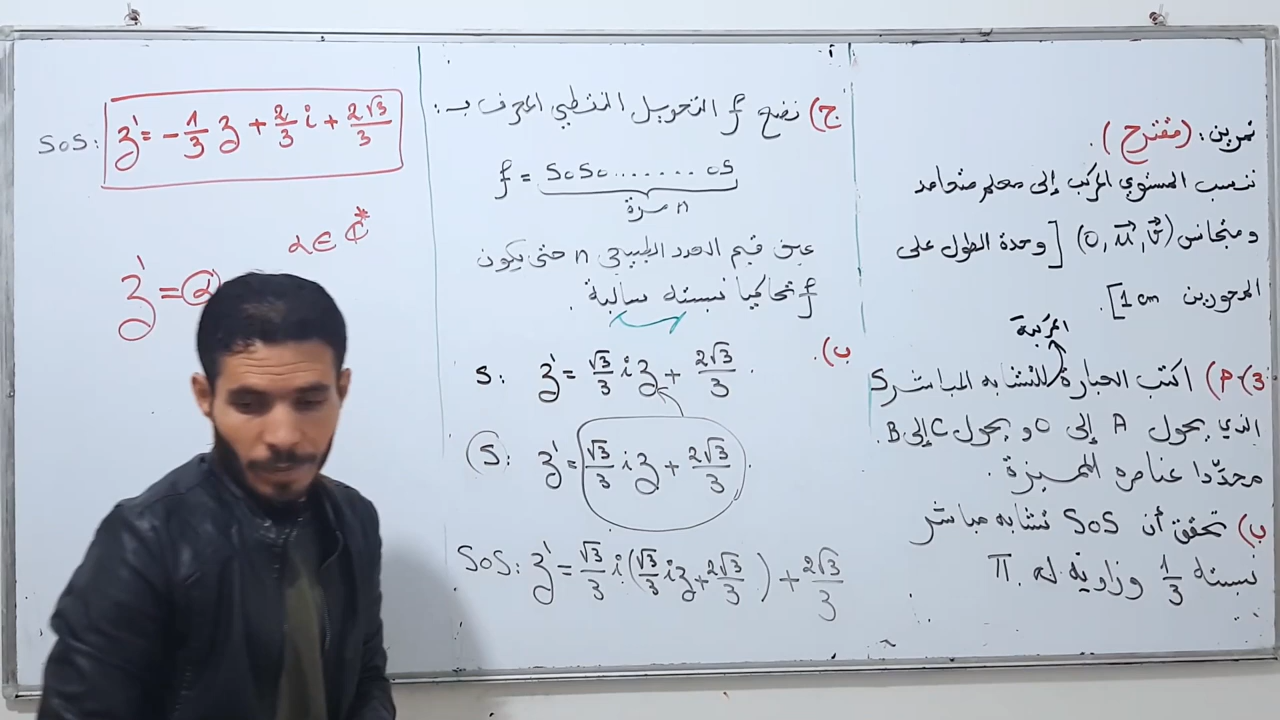 تمرين: (مقترح).
ننسب المستوي المركب إلى معلم متعامد
ومتجانس (O, u⃗, v⃗) [وحدة الطول على
المحورين 1cm].
المركبة
3)-أ) اكتب العبارة للتشابه المباشر S
الذي يحول A إلى O و يحول C إلى B.
محدّدا عناصره المميزة.
ب) تحقق أن SoS تشابه مباشر
نسبته 1/3 وزاوية له π.
ج) نضع f التحويل النقطي المعرف بـ:
f = SoSo.......oS
n مرة
عين قيم العدد الطبيعي n حتى يكون
f تحاكيا نسبته سالبة.
ب).
S: z' = √3/3 i z + 2√3/3.
S: z' = √3/3 i z + 2√3/3.
SoS: z' = √3/3 i (√3/3 i z + 2√3/3) + 2√3/3
SoS: z' = -1/3 z + 2/3 i + 2√3/3
α ∈ ℂ*
z' = α